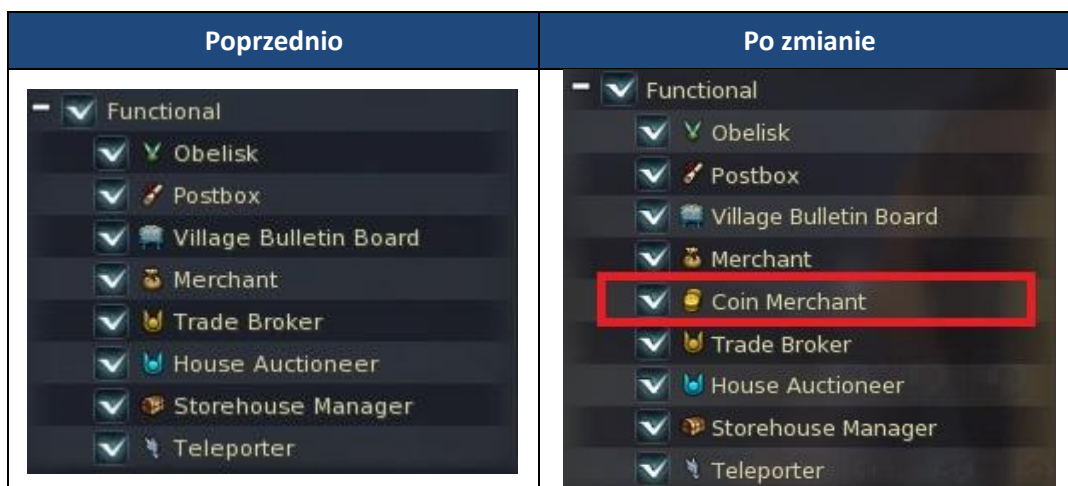 Poprzednio
Po zmianie
Functional
Obelisk
Postbox
Village Bulletin Board
Merchant
Trade Broker
House Auctioneer
Storehouse Manager
Teleporter
Functional
Obelisk
Postbox
Village Bulletin Board
Merchant
Coin Merchant
Trade Broker
House Auctioneer
Storehouse Manager
Teleporter